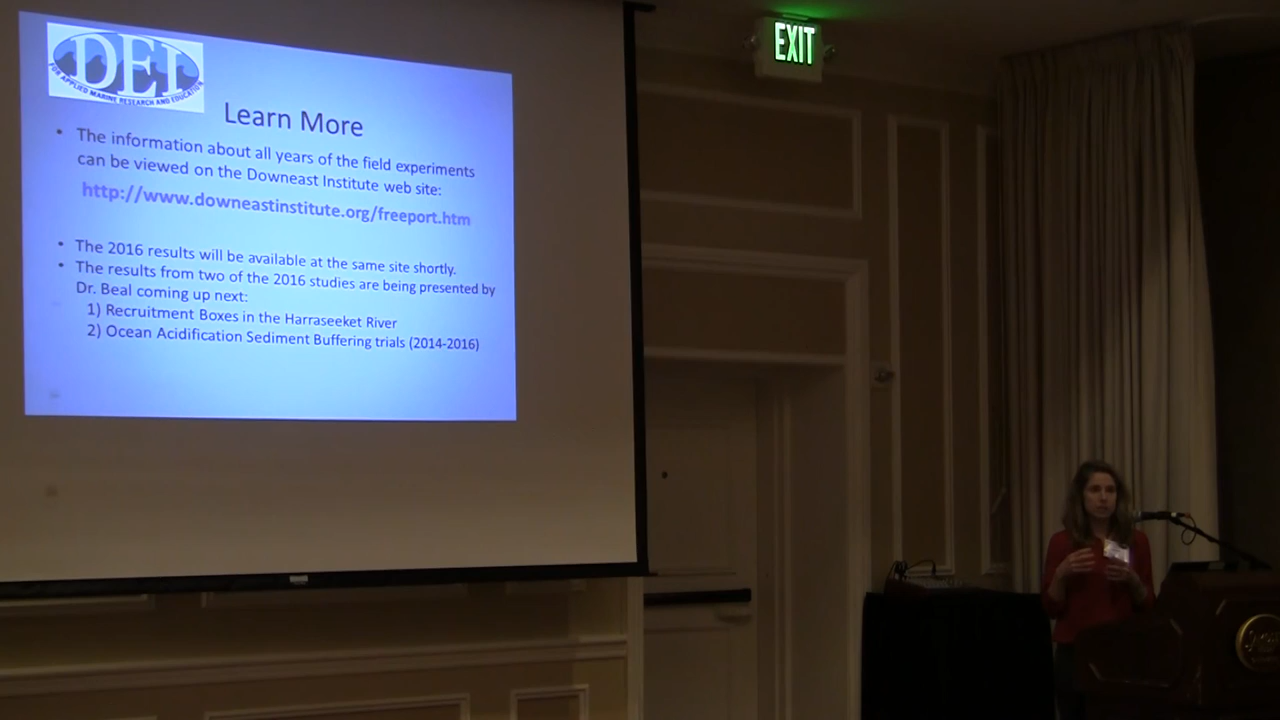 DEI
FOR APPLIED MARINE RESEARCH AND EDUCATION
Learn More
• The information about all years of the field experiments
can be viewed on the Downeast Institute web site:
http://www.downeastinstitute.org/freeport.htm
• The 2016 results will be available at the same site shortly.
• The results from two of the 2016 studies are being presented by
Dr. Beal coming up next:
1) Recruitment Boxes in the Harraseeket River
2) Ocean Acidification Sediment Buffering trials (2014-2016)
EXIT